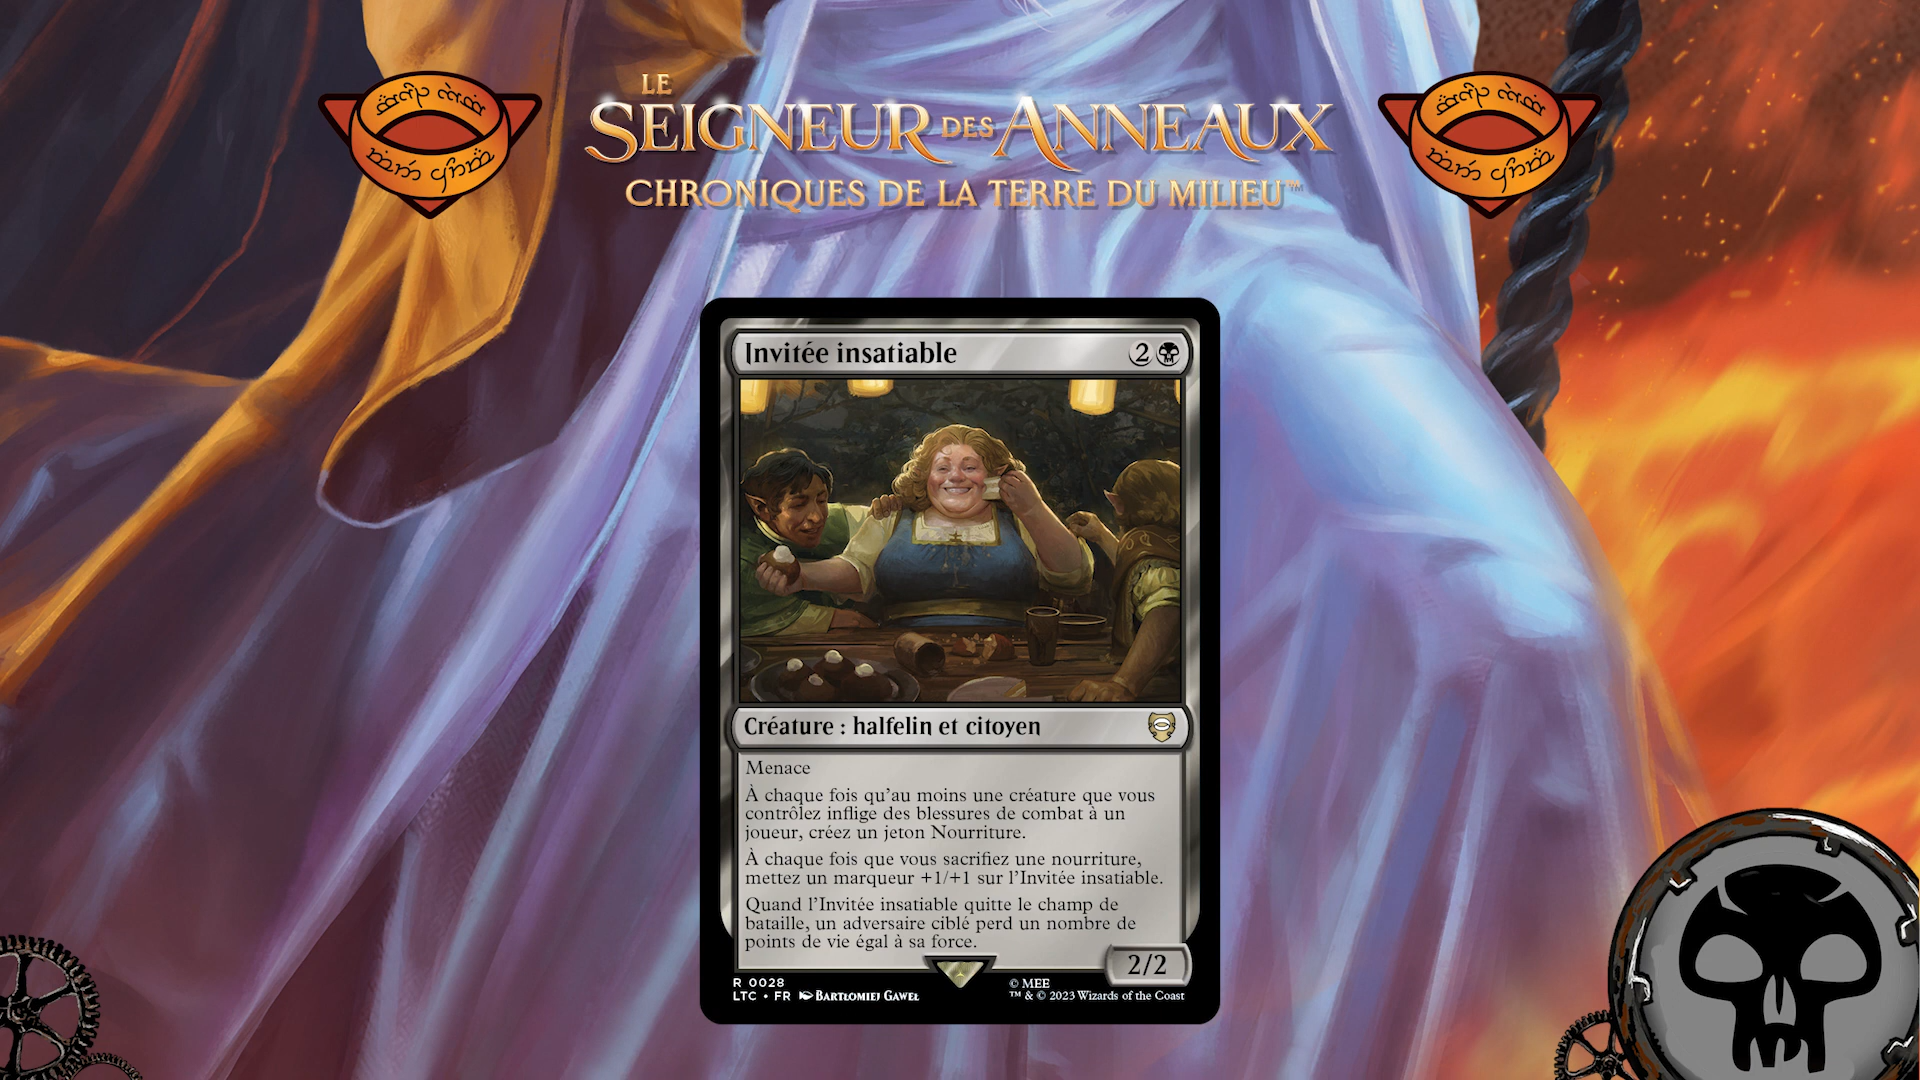 LE
SEIGNEUR DES ANNEAUX
CHRONIQUES DE LA TERRE DU MILIEU™
Invitée insatiable 2
Créature : halfelin et citoyen
Menace
À chaque fois qu'au moins une créature que vous
contrôlez inflige des blessures de combat à un
joueur, créez un jeton Nourriture.
À chaque fois que vous sacrifiez une nourriture,
mettez un marqueur +1/+1 sur l'Invitée insatiable.
Quand l'Invitée insatiable quitte le champ de
bataille, un adversaire ciblé perd un nombre de
points de vie égal à sa force.
2/2
R 0028
LTC • FR Bartłomiej Gaweł
© MEE
™ & © 2023 Wizards of the Coast